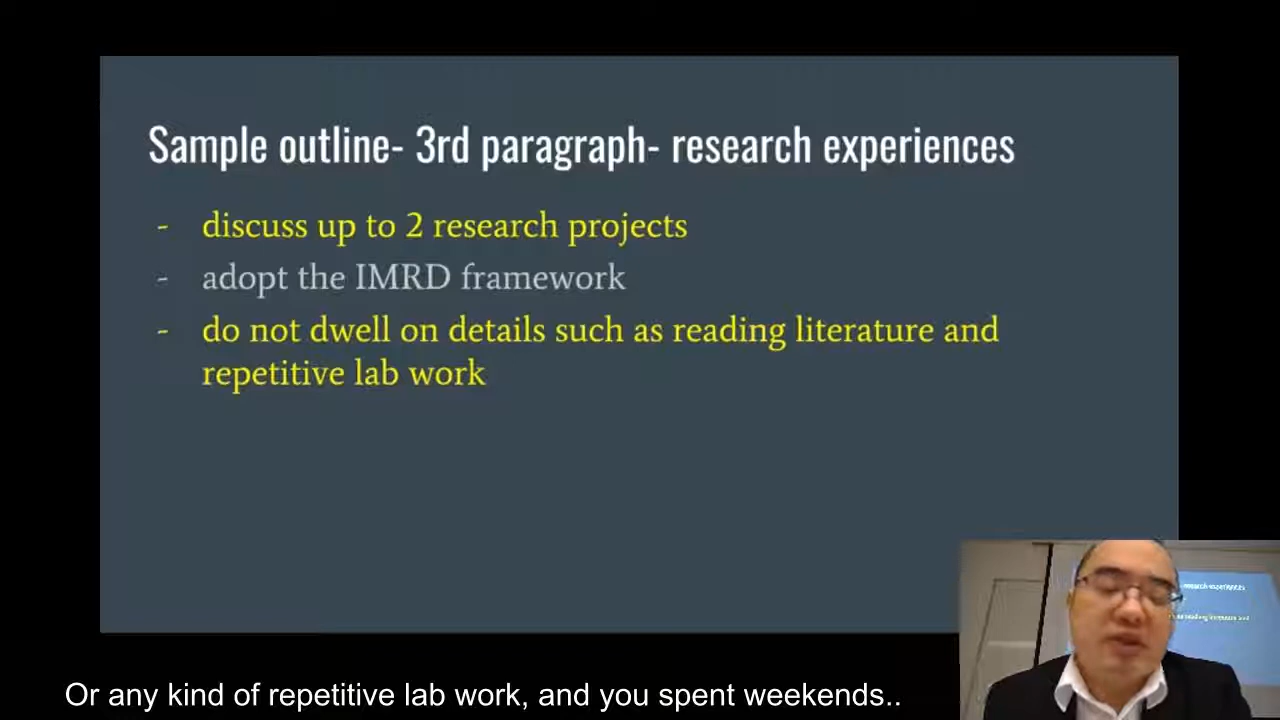 Sample outline- 3rd paragraph- research experiences
- discuss up to 2 research projects
- adopt the IMRD framework
- do not dwell on details such as reading literature and
repetitive lab work
Or any kind of repetitive lab work, and you spent weekends..